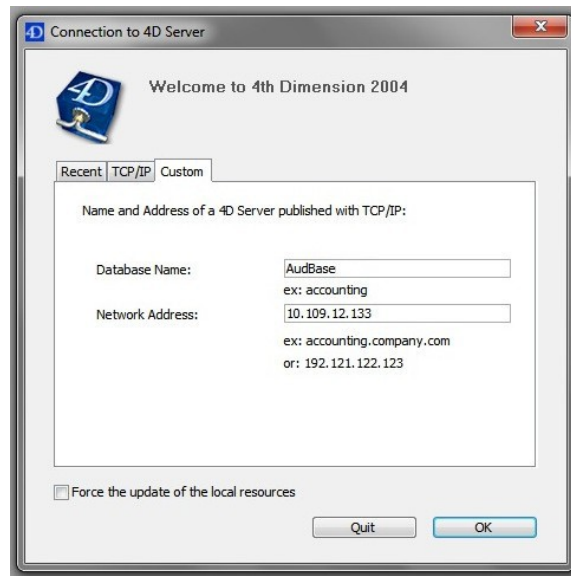 4D Connection to 4D Server
4D
Welcome to 4th Dimension 2004
Recent TCP/IP Custom
Name and Address of a 4D Server published with TCP/IP:
Database Name: AudBase
ex: accounting
Network Address: 10.109.12.133
ex: accounting.company.com
or: 192.121.122.123
Force the update of the local resources
Quit OK